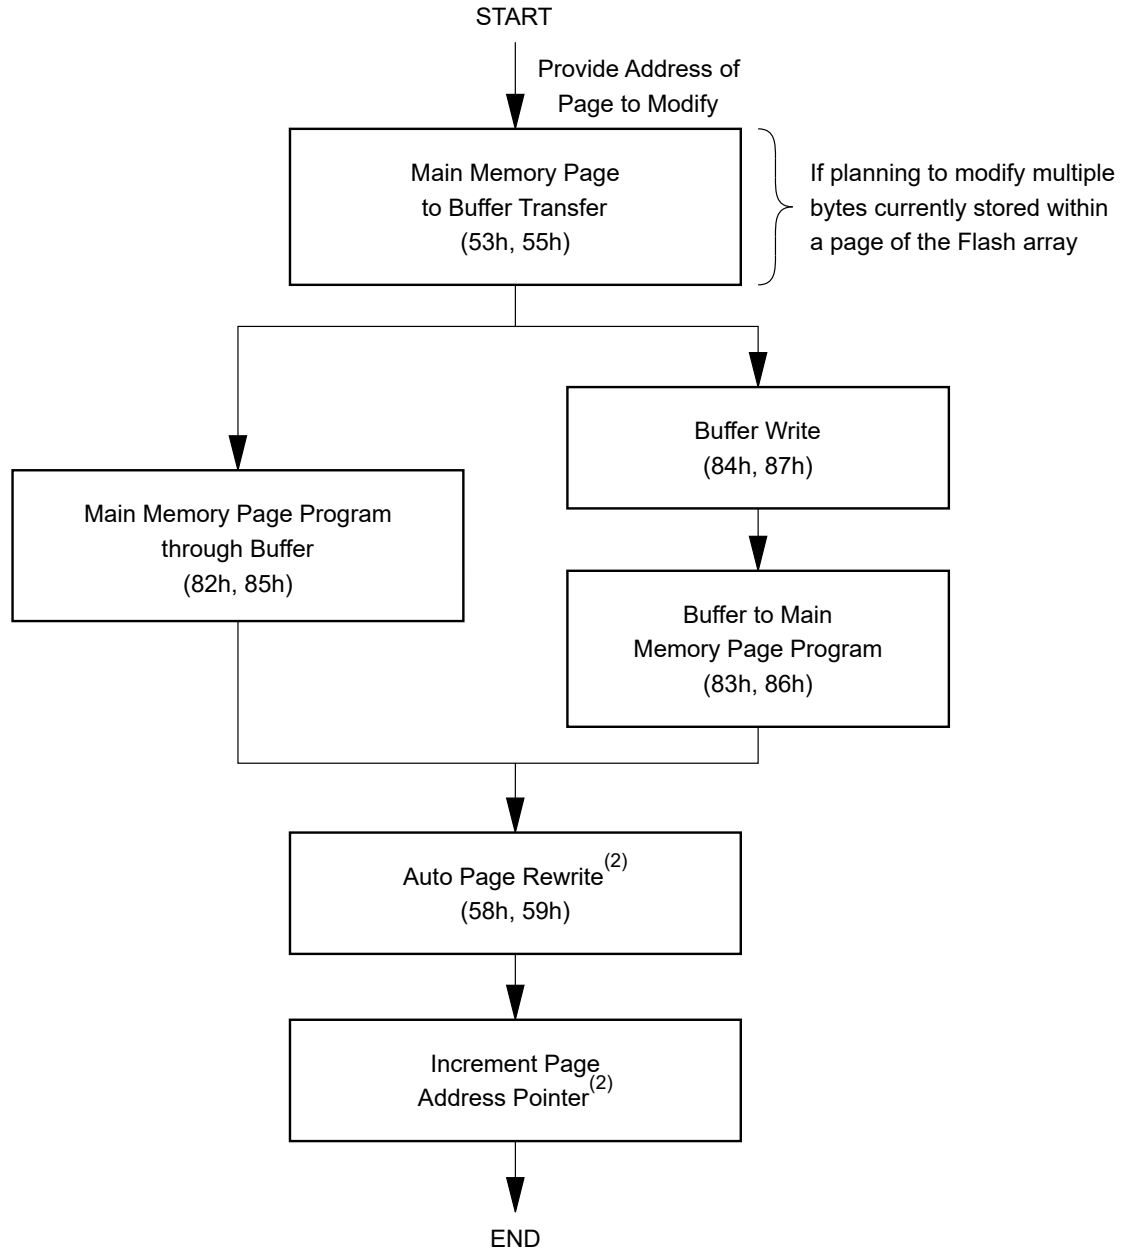 START
Provide Address of
Page to Modify
Main Memory Page
to Buffer Transfer
(53h, 55h)
If planning to modify multiple
bytes currently stored within
a page of the Flash array
Buffer Write
(84h, 87h)
Main Memory Page Program
through Buffer
(82h, 85h)
Buffer to Main
Memory Page Program
(83h, 86h)
Auto Page Rewrite(2)
(58h, 59h)
Increment Page
Address Pointer(2)
END